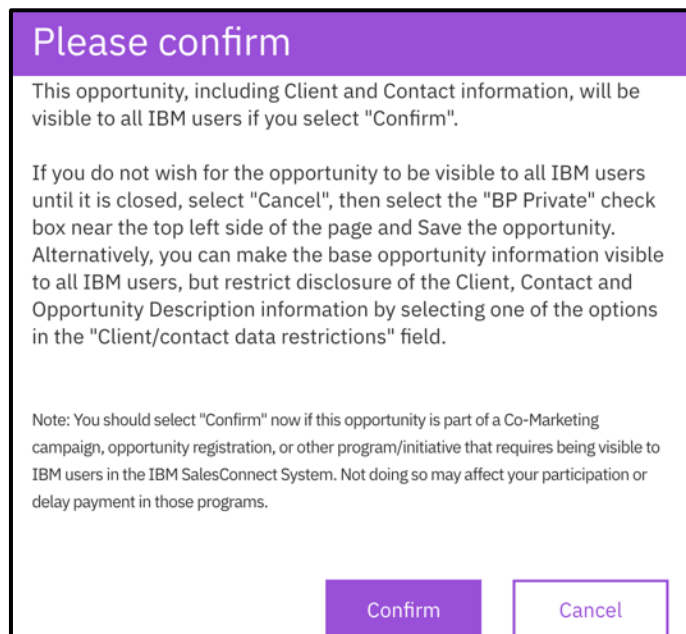 Please confirm
This opportunity, including Client and Contact information, will be
visible to all IBM users if you select "Confirm".
If you do not wish for the opportunity to be visible to all IBM users
until it is closed, select "Cancel", then select the "BP Private" check
box near the top left side of the page and Save the opportunity.
Alternatively, you can make the base opportunity information visible
to all IBM users, but restrict disclosure of the Client, Contact and
Opportunity Description information by selecting one of the options
in the "Client/contact data restrictions" field.
Note: You should select "Confirm" now if this opportunity is part of a Co-Marketing
campaign, opportunity registration, or other program/initiative that requires being visible to
IBM users in the IBM SalesConnect System. Not doing so may affect your participation or
delay payment in those programs.
Confirm Cancel